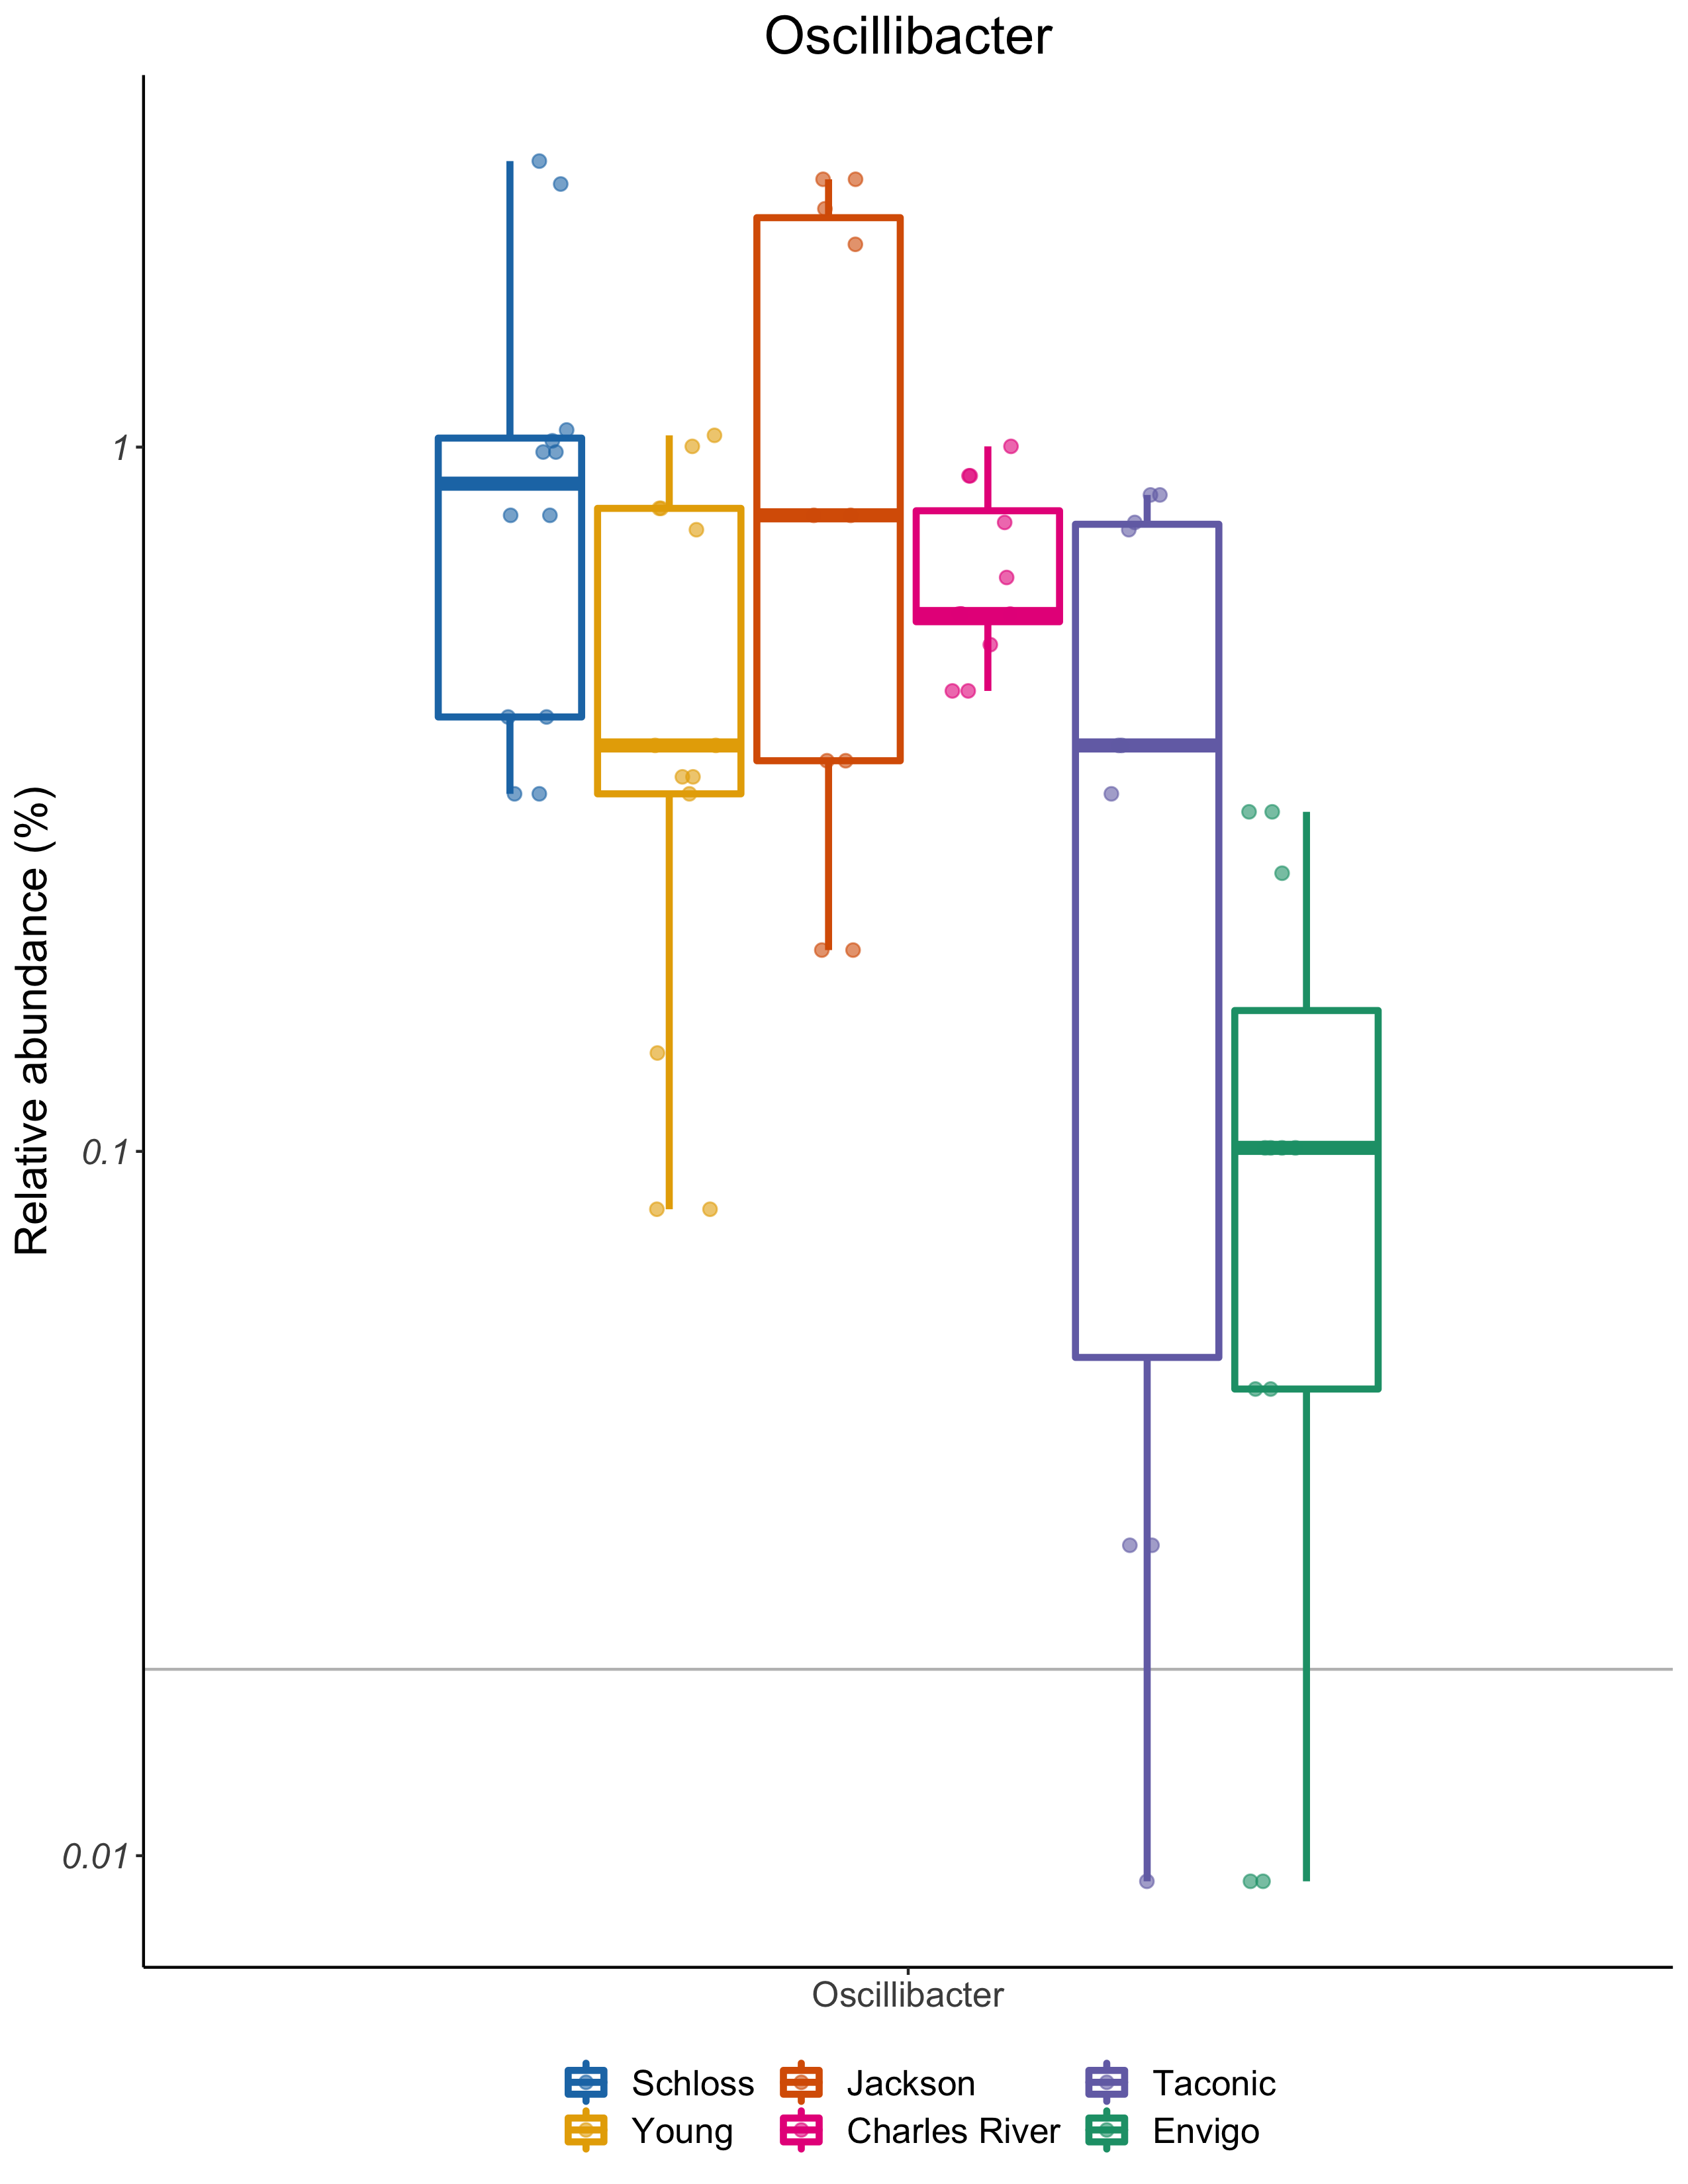 Oscillibacter
Relative abundance (%)
1
0.1
0.01
Oscillibacter
Schloss
Jackson
Taconic
Young
Charles River
Envigo